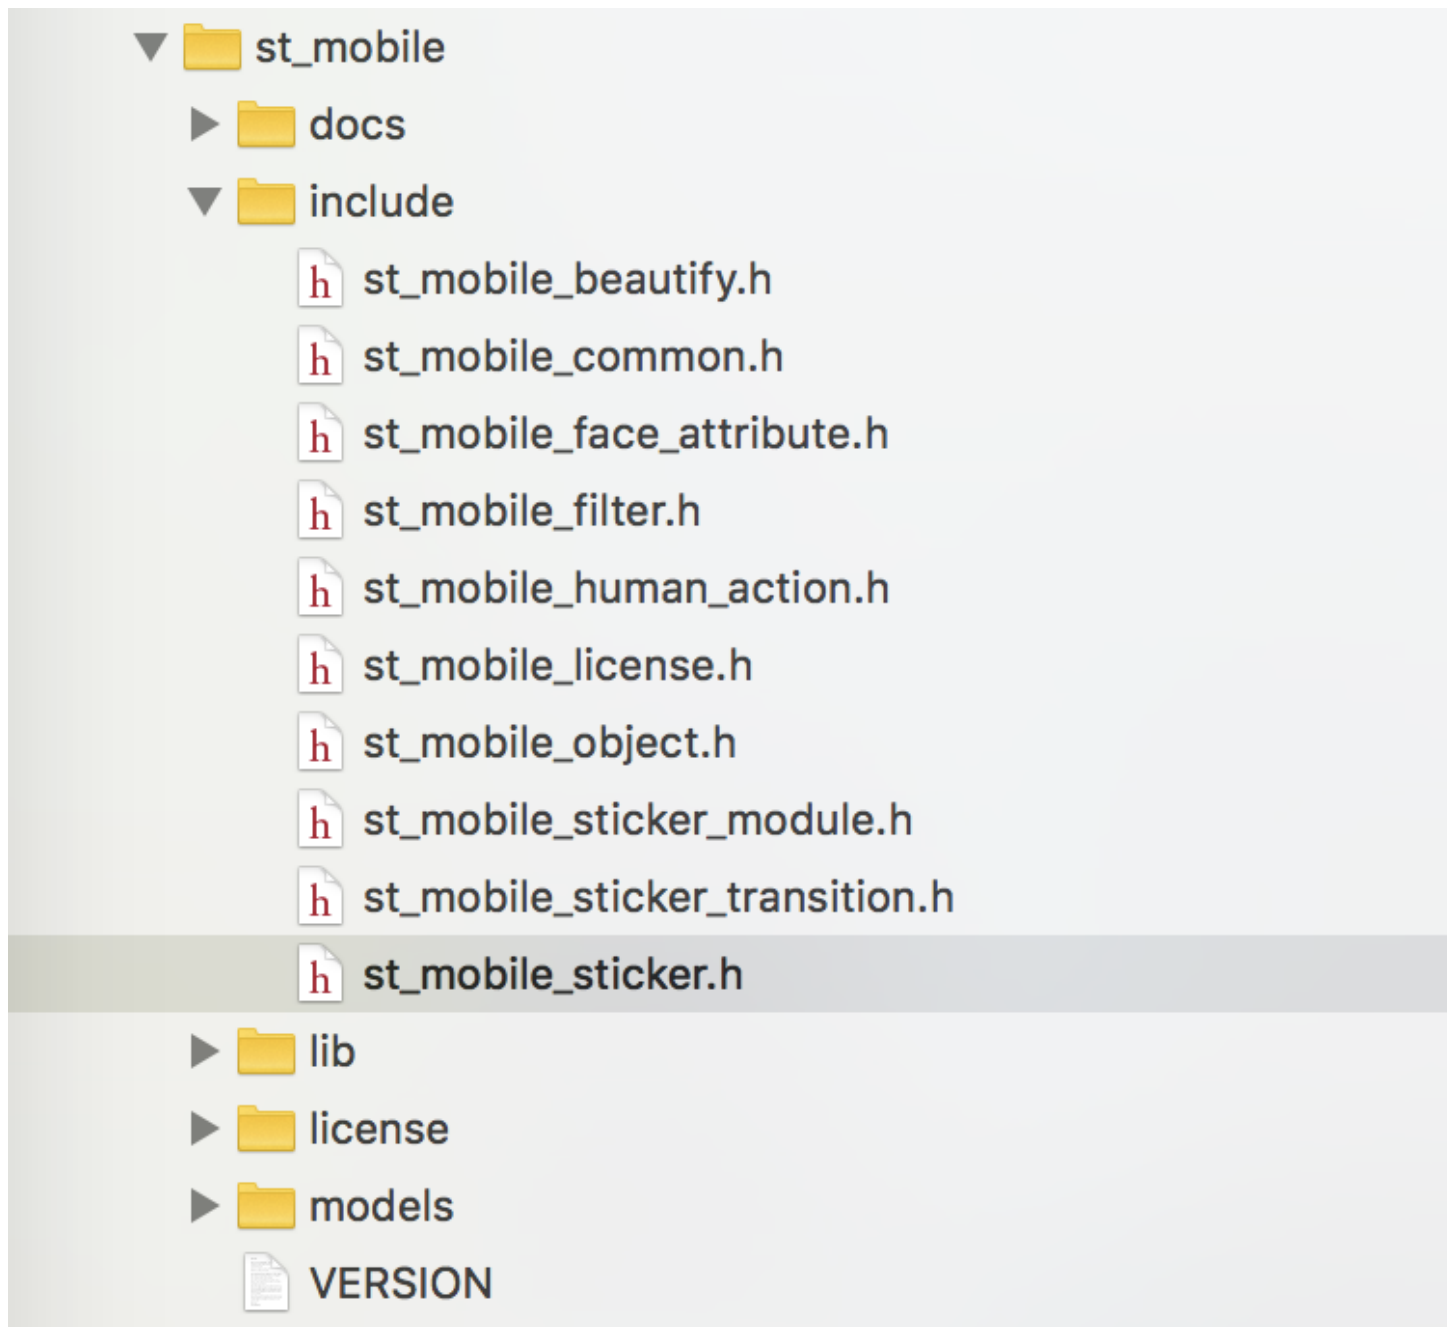 st_mobile
docs
include
h st_mobile_beautify.h
h st_mobile_common.h
h st_mobile_face_attribute.h
h st_mobile_filter.h
h st_mobile_human_action.h
h st_mobile_license.h
h st_mobile_object.h
h st_mobile_sticker_module.h
h st_mobile_sticker_transition.h
h st_mobile_sticker.h
lib
license
models
VERSION